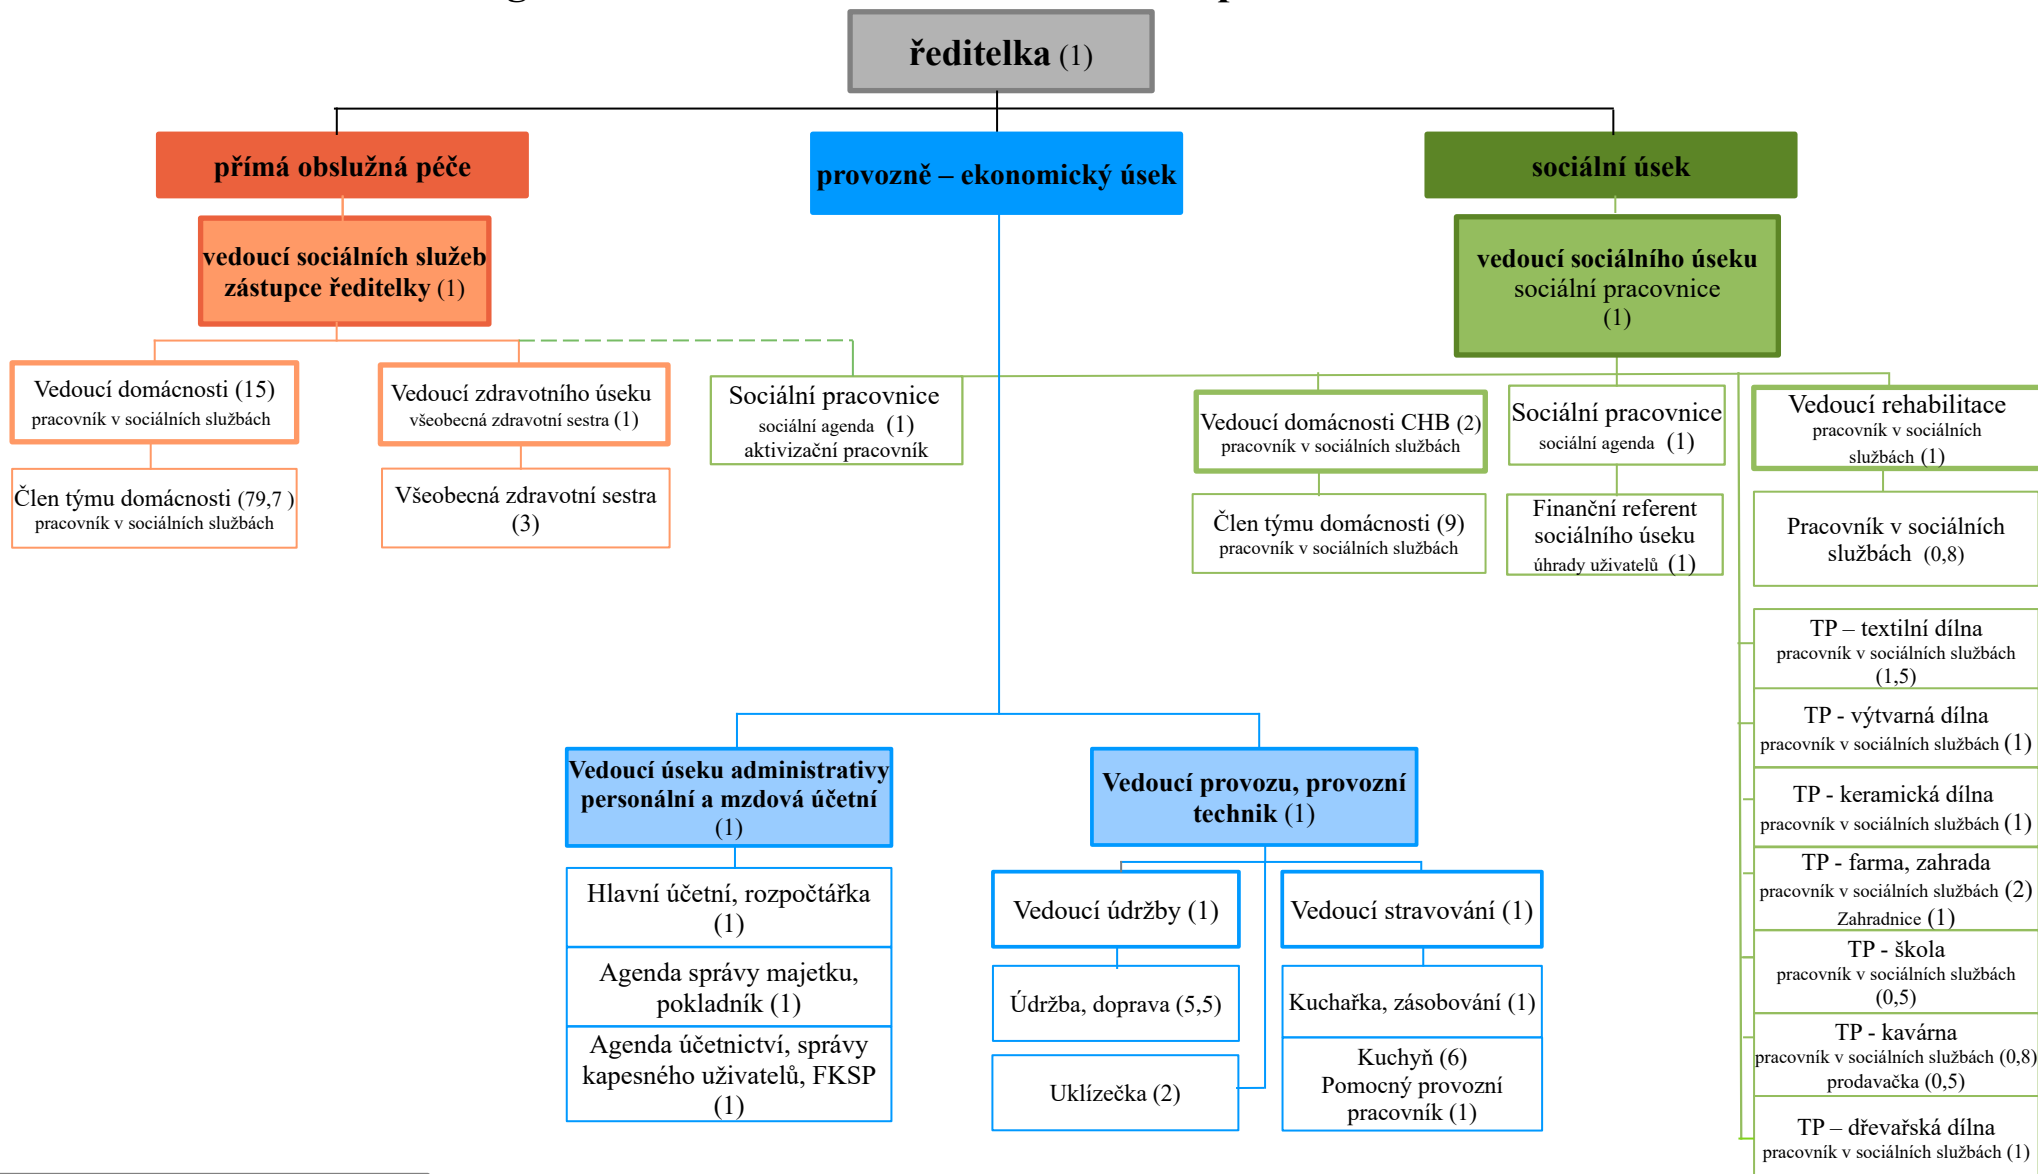 ředitelka (1)
přímá obslužná péče
provozně – ekonomický úsek
sociální úsek
vedoucí sociálních služeb
zástupce ředitelky (1)
vedoucí sociálního úseku
sociální pracovnice
(1)
Vedoucí domácnosti (15)
pracovník v sociálních službách
Vedoucí zdravotního úseku
všeobecná zdravotní sestra (1)
Sociální pracovnice
sociální agenda (1)
aktivizační pracovník
Vedoucí domácnosti CHB (2)
pracovník v sociálních službách
Sociální pracovnice
sociální agenda (1)
Vedoucí rehabilitace
pracovník v sociálních
službách (1)
Člen týmu domácnosti (79,7 )
pracovník v sociálních službách
Všeobecná zdravotní sestra
(3)
Člen týmu domácnosti (9)
pracovník v sociálních službách
Finanční referent
sociálního úseku
úhrady uživatelů (1)
Pracovník v sociálních
službách (0,8)
TP – textilní dílna
pracovník v sociálních službách
(1,5)
TP - výtvarná dílna
pracovník v sociálních službách (1)
TP - keramická dílna
pracovník v sociálních službách (1)
TP - farma, zahrada
pracovník v sociálních službách (2)
Zahradnice (1)
TP - škola
pracovník v sociálních službách
(0,5)
TP - kavárna
pracovník v sociálních službách (0,8)
prodavačka (0,5)
TP – dřevařská dílna
pracovník v sociálních službách (1)
Vedoucí úseku administrativy
personální a mzdová účetní
(1)
Hlavní účetní, rozpočtářka
(1)
Agenda správy majetku,
pokladník (1)
Agenda účetnictví, správy
kapesného uživatelů, FKSP
(1)
Vedoucí provozu, provozní
technik (1)
Vedoucí údržby (1)
Údržba, doprava (5,5)
Uklízečka (2)
Vedoucí stravování (1)
Kuchařka, zásobování (1)
Kuchyň (6)
Pomocný provozní
pracovník (1)